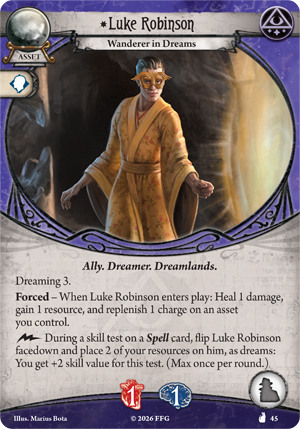 *Luke Robinson
ASSET
Wanderer in Dreams
Ally. Dreamer. Dreamlands.
Dreaming 3.
Forced – When Luke Robinson enters play: Heal 1 damage,
gain 1 resource, and replenish 1 charge on an asset
you control.
During a skill test on a Spell card, flip Luke Robinson
facedown and place 2 of your resources on him, as dreams:
You get +2 skill value for this test. (Max once per round.)
1 1
Illus. Marius Bota © 2026 FFG 45